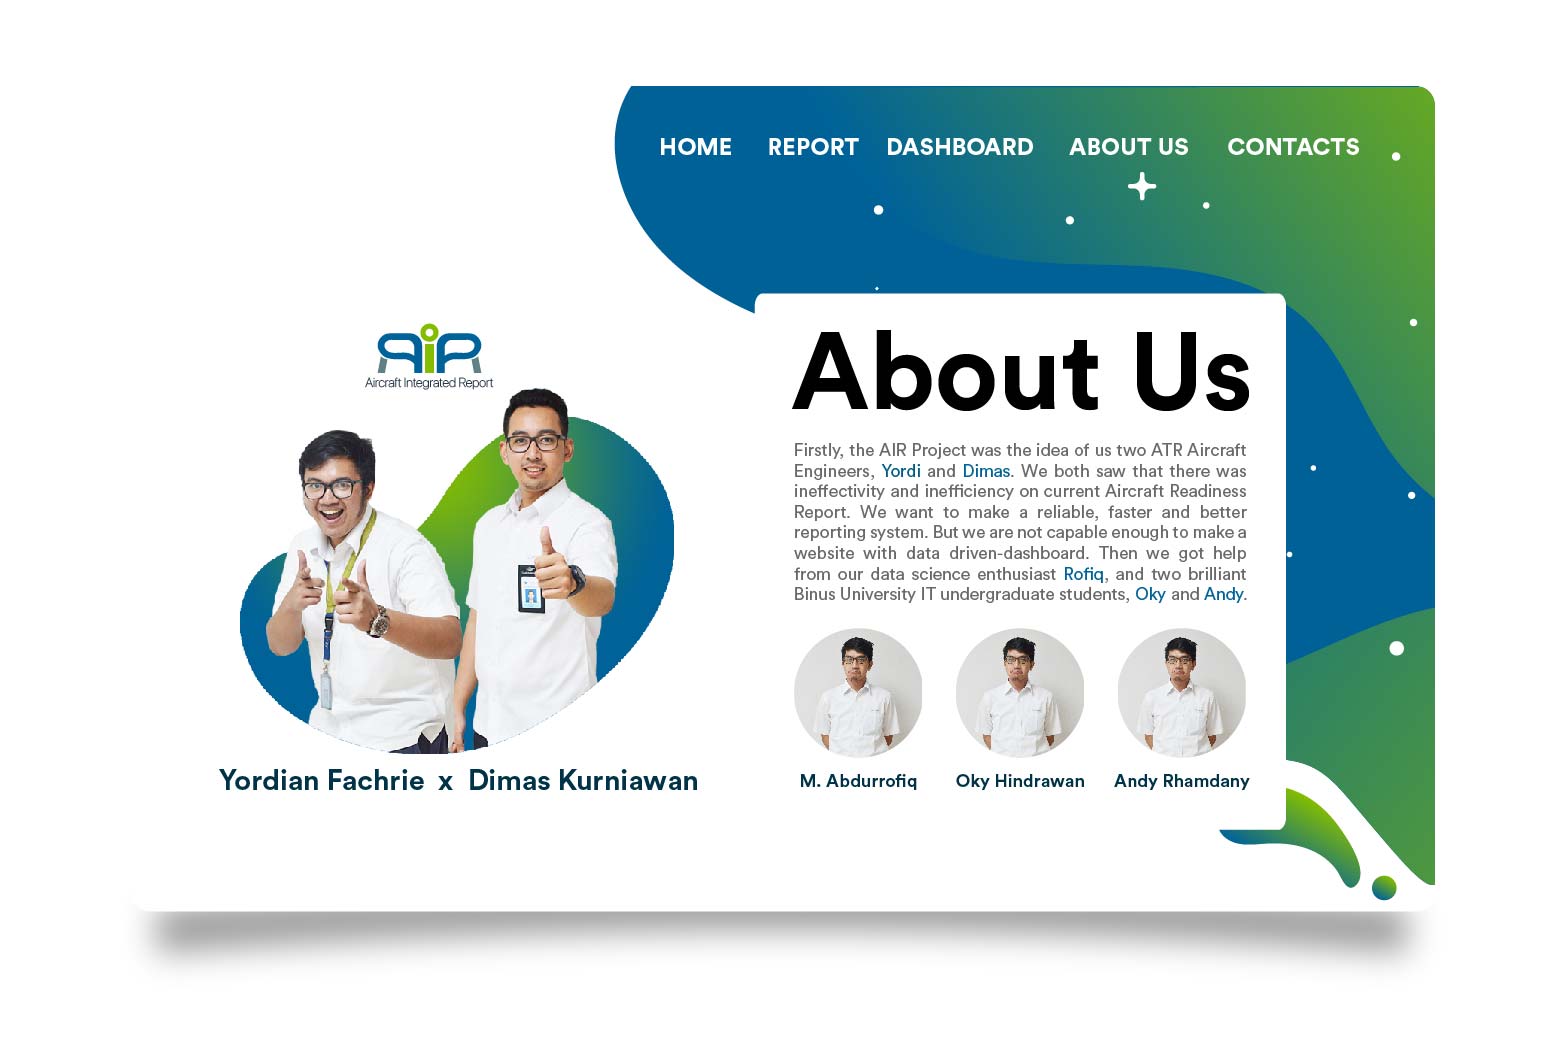 HOME REPORT DASHBOARD ABOUT US CONTACTS
AIR
Aircraft Integrated Report
Yordian Fachrie x Dimas Kurniawan
About Us
Firstly, the AIR Project was the idea of us two ATR Aircraft
Engineers, Yordi and Dimas. We both saw that there was
ineffectivity and inefficiency on current Aircraft Readiness
Report. We want to make a reliable, faster and better
reporting system. But we are not capable enough to make a
website with data driven-dashboard. Then we got help
from our data science enthusiast Rofiq, and two brilliant
Binus University IT undergraduate students, Oky and Andy.
M. Abdurrofiq Oky Hindrawan Andy Rhamdany